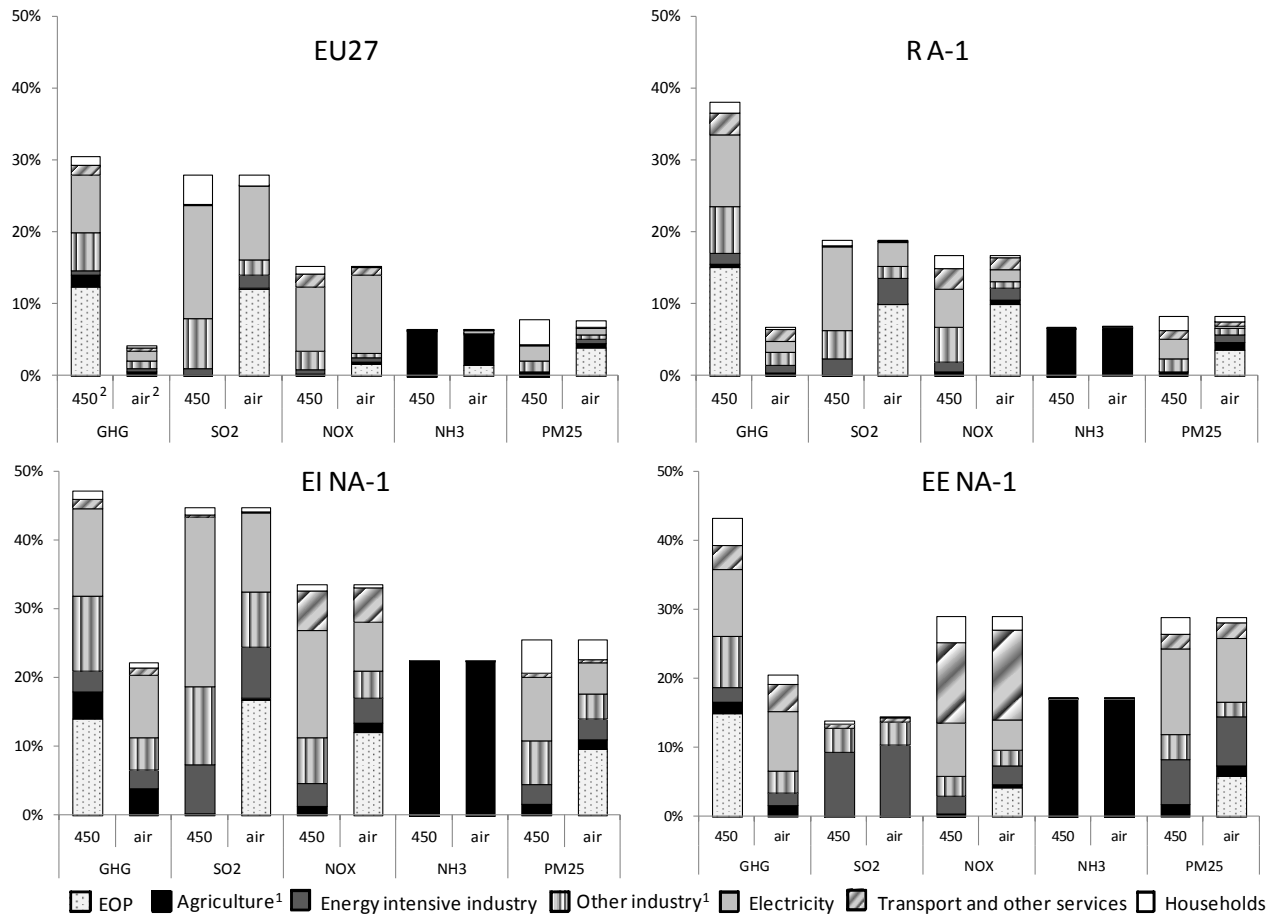 EU27
50%
40%
30%
20%
10%
0%
450² air² 450 air 450 air 450 air 450 air
GHG SO2 NOX NH3 PM25
RA-1
50%
40%
30%
20%
10%
0%
450 air 450 air 450 air 450 air 450 air
GHG SO2 NOX NH3 PM25
EI NA-1
50%
40%
30%
20%
10%
0%
450 air 450 air 450 air 450 air 450 air
GHG SO2 NOX NH3 PM25
EE NA-1
50%
40%
30%
20%
10%
0%
450 air 450 air 450 air 450 air 450 air
GHG SO2 NOX NH3 PM25
EOP Agriculture¹ Energy intensive industry Other industry¹ Electricity Transport and other services Households